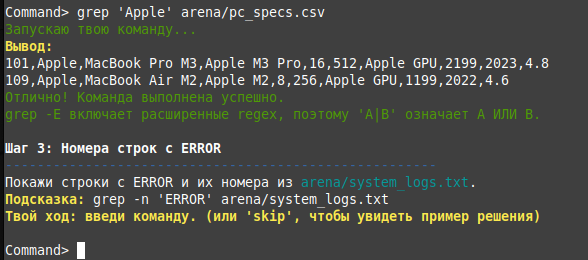 Command> grep 'Apple' arena/pc_specs.csv
Запускаю твою команду...
Вывод:
101,Apple,MacBook Pro M3,Apple M3 Pro,16,512,Apple GPU,2199,2023,4.8
109,Apple,MacBook Air M2,Apple M2,8,256,Apple GPU,1199,2022,4.6
Отлично! Команда выполнена успешно.
grep -E включает расширенные regex, поэтому 'A|B' означает A ИЛИ B.
Шаг 3: Номера строк с ERROR
------------------------------------------------------
Покажи строки с ERROR и их номера из arena/system_logs.txt.
Подсказка: grep -n 'ERROR' arena/system_logs.txt
Твой ход: введи команду. (или 'skip', чтобы увидеть пример решения)
Command>